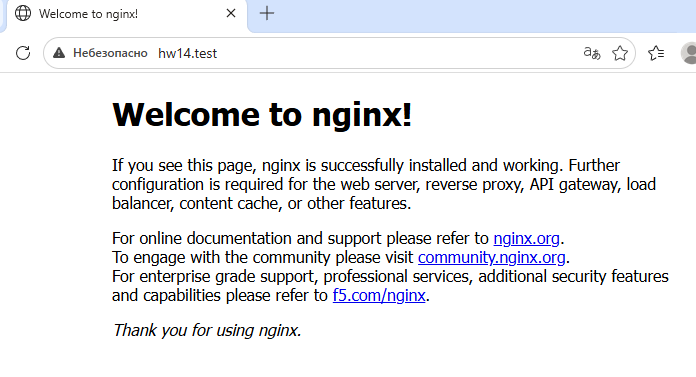 Welcome to nginx!
Небезопасно hw14.test
Welcome to nginx!
If you see this page, nginx is successfully installed and working. Further
configuration is required for the web server, reverse proxy, API gateway, load
balancer, content cache, or other features.
For online documentation and support please refer to nginx.org.
To engage with the community please visit community.nginx.org.
For enterprise grade support, professional services, additional security features
and capabilities please refer to f5.com/nginx.
Thank you for using nginx.